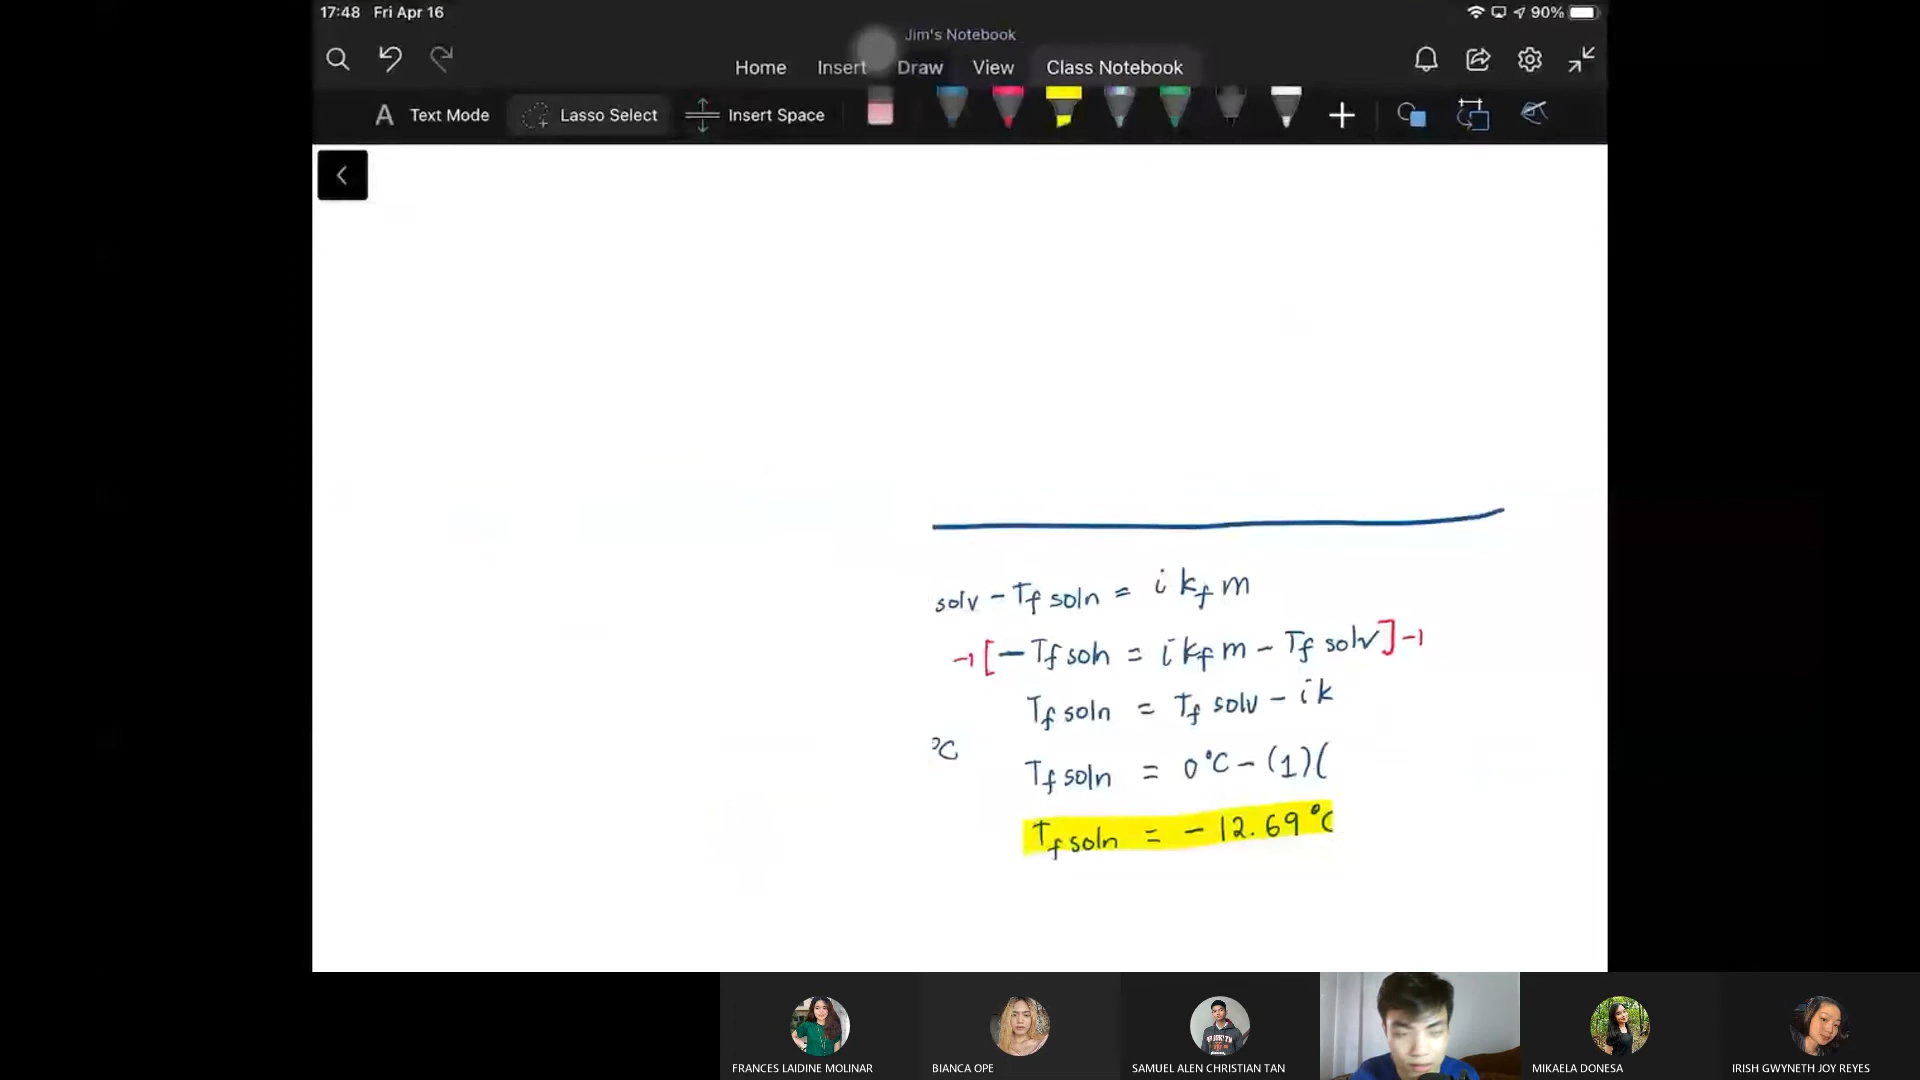 17:48 Fri Apr 16
90%
Jim's Notebook
Home Insert Draw View Class Notebook
A Text Mode Lasso Select Insert Space
solv - Tf soln = i kf m
-1 [ - Tf soln = i kf m - Tf solv ] -1
Tf soln = Tf solv - i k
°C
Tf soln = 0°C - (1)(
Tf soln = - 12.69°C
FRANCES LAIDINE MOLINAR BIANCA OPE SAMUEL ALEN CHRISTIAN TAN MIKAELA DONESA IRISH GWYNETH JOY REYES